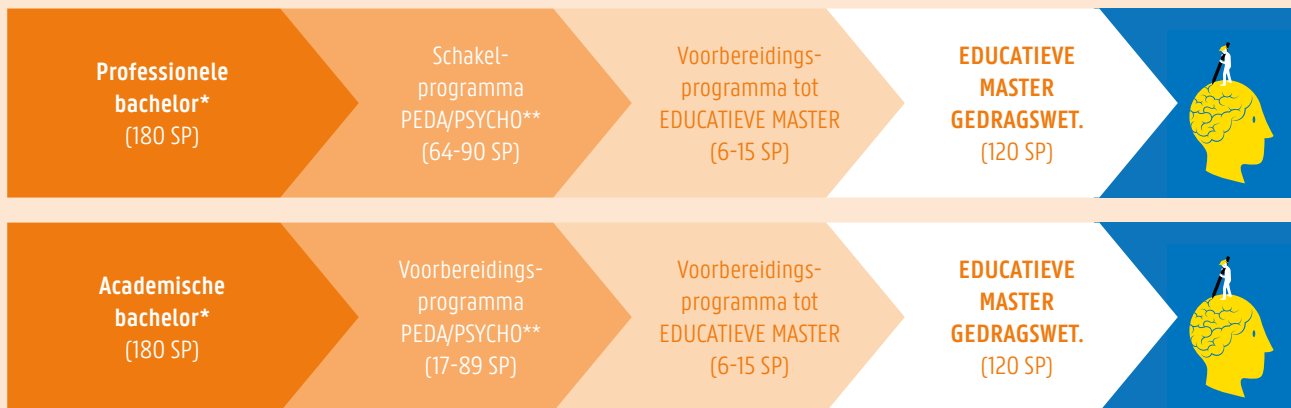 Professionele
bachelor*
(180 SP)
Schakel-
programma
PEDA/PSYCHO**
(64-90 SP)
Voorbereidings-
programma tot
EDUCATIEVE MASTER
(6-15 SP)
EDUCATIEVE
MASTER
GEDRAGSWET.
(120 SP)
Academische
bachelor*
(180 SP)
Voorbereidings-
programma
PEDA/PSYCHO**
(17-89 SP)
Voorbereidings-
programma tot
EDUCATIEVE MASTER
(6-15 SP)
EDUCATIEVE
MASTER
GEDRAGSWET.
(120 SP)